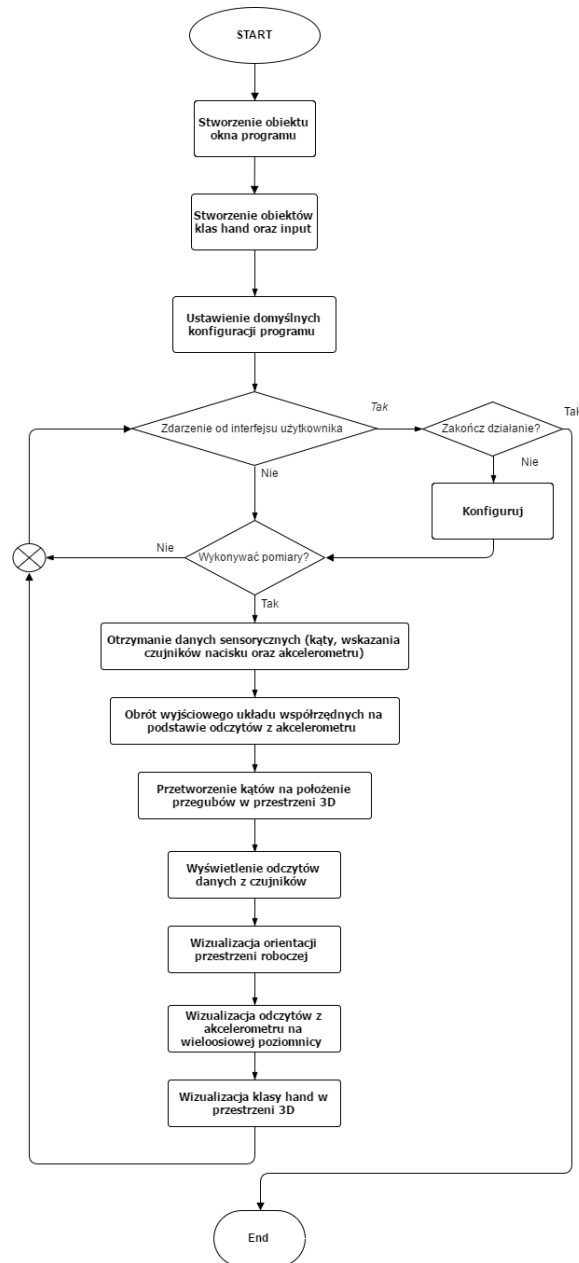 START
Stworzenie obiektu
okna programu
Stworzenie obiektów
klas hand oraz input
Ustawienie domyślnych
konfiguracji programu
Zdarzenie od interfejsu użytkownika
Tak
Zakończ działanie?
Tak
Nie
Nie
Konfiguruj
Wykonywać pomiary?
Nie
Tak
Otrzymanie danych sensorycznych (kąty, wskazania
czujników nacisku oraz akcelerometru)
Obrót wyjściowego układu współrzędnych na
podstawie odczytów z akcelerometru
Przetworzenie kątów na położenie
przegubów w przestrzeni 3D
Wyświetlenie odczytów
danych z czujników
Wizualizacja orientacji
przestrzeni roboczej
Wizualizacja odczytów z
akcelerometru na
wieloosiowej poziomnicy
Wizualizacja klasy hand w
przestrzeni 3D
End